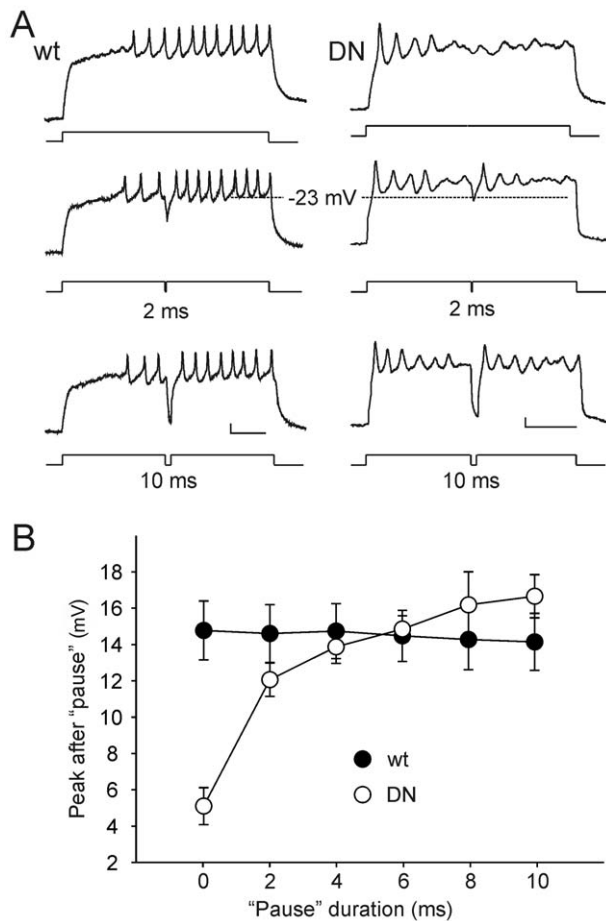 A
wt
DN
-23 mV
2 ms
2 ms
10 ms
10 ms
B
Peak after “pause” (mV)
18
16
14
12
10
8
6
4
2
wt
DN
0 2 4 6 8 10
“Pause” duration (ms)